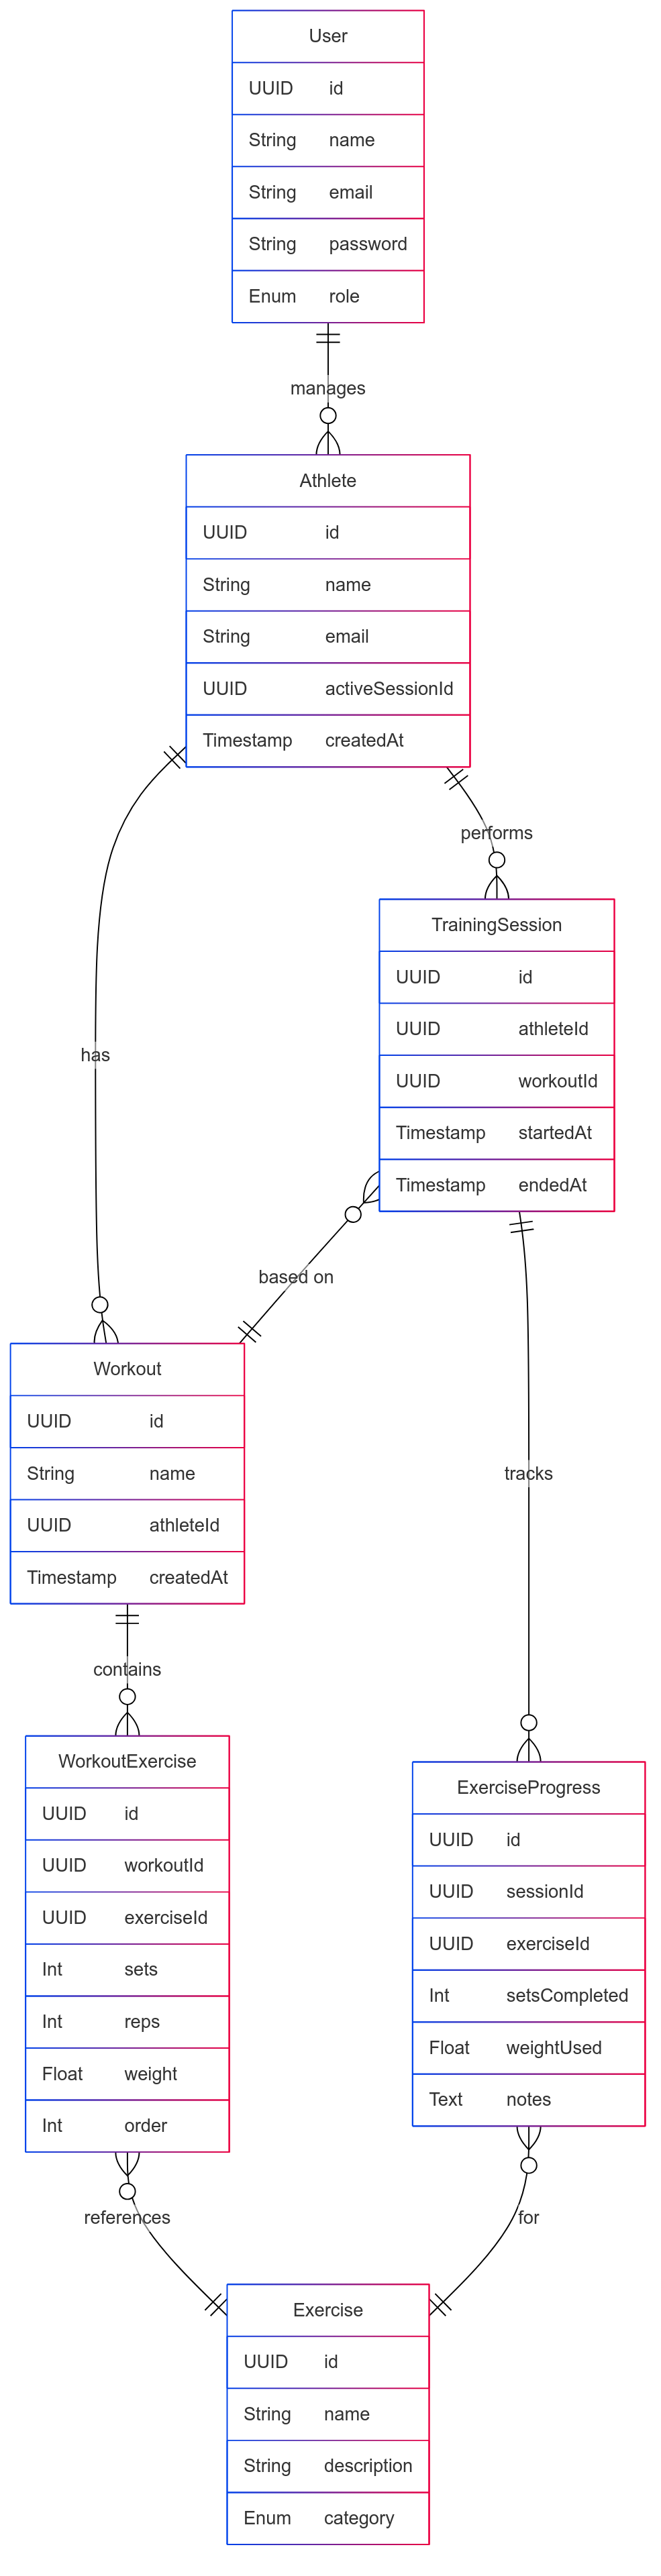 User
UUID id
String name
String email
String password
Enum role
manages
Athlete
UUID id
String name
String email
UUID activeSessionId
Timestamp createdAt
performs
TrainingSession
UUID id
UUID athleteId
UUID workoutId
Timestamp startedAt
Timestamp endedAt
has
based on
Workout
UUID id
String name
UUID athleteId
Timestamp createdAt
tracks
contains
WorkoutExercise
UUID id
UUID workoutId
UUID exerciseId
Int sets
Int reps
Float weight
Int order
ExerciseProgress
UUID id
UUID sessionId
UUID exerciseId
Int setsCompleted
Float weightUsed
Text notes
references
for
Exercise
UUID id
String name
String description
Enum category